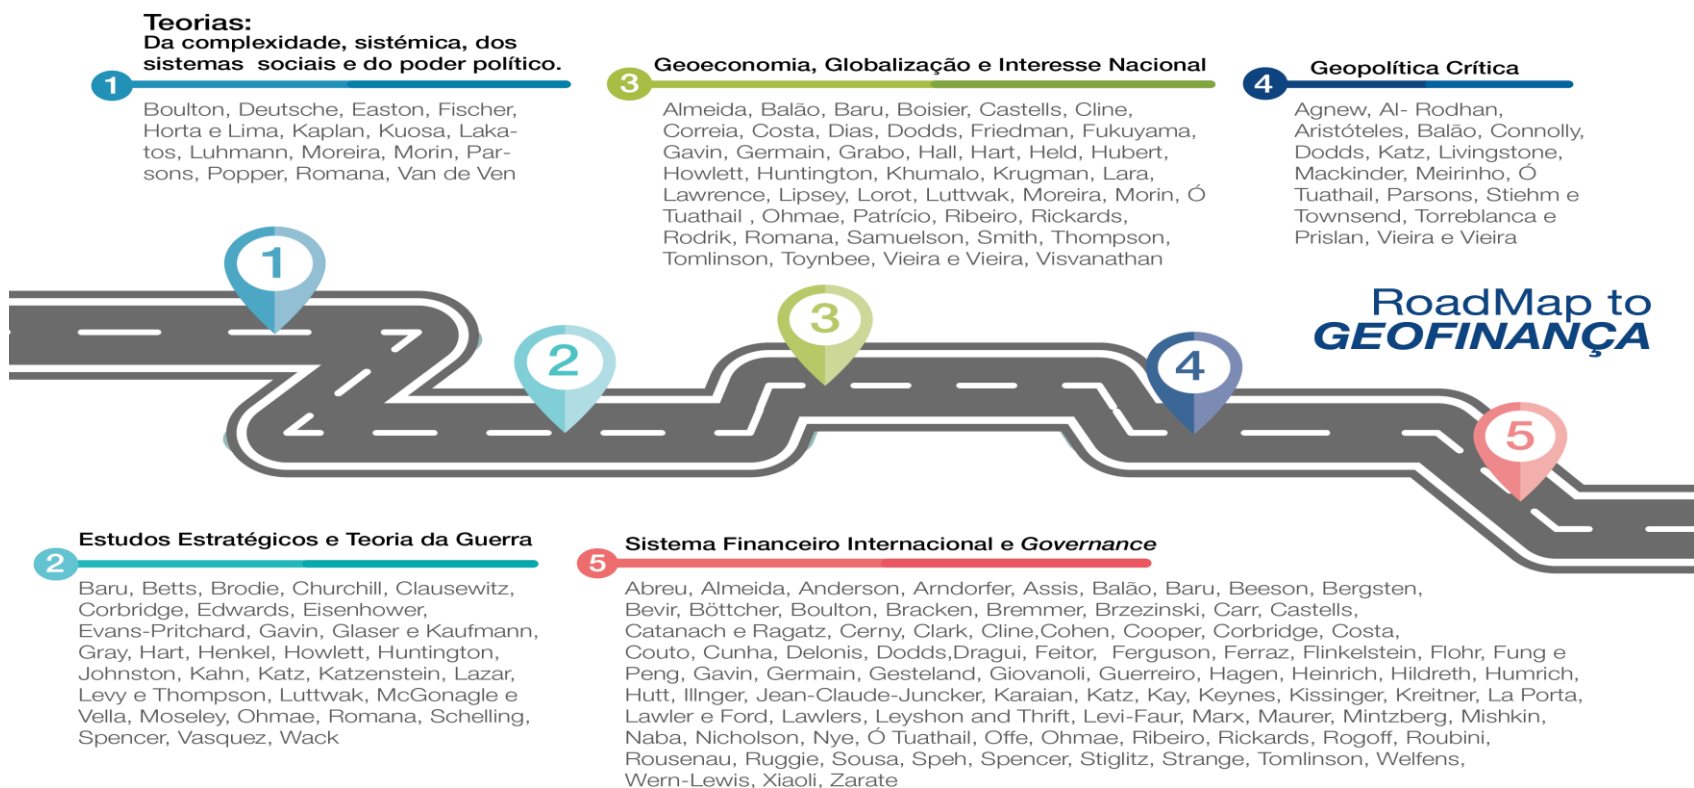 Teorias:
Da complexidade, sistémica, dos
sistemas sociais e do poder político.
1
Boulton, Deutsche, Easton, Fischer,
Horta e Lima, Kaplan, Kuosa, Laka-
tos, Luhmann, Moreira, Morin, Par-
sons, Popper, Romana, Van de Ven
3
Geoeconomia, Globalização e Interesse Nacional
Almeida, Balão, Baru, Boisier, Castells, Cline,
Correia, Costa, Dias, Dodds, Friedman, Fukuyama,
Gavin, Germain, Grabo, Hall, Hart, Held, Hubert,
Howlett, Huntington, Khumalo, Krugman, Lara,
Lawrence, Lipsey, Lorot, Luttwak, Moreira, Morin, Ó
Tuathail , Ohmae, Patrício, Ribeiro, Rickards,
Rodrik, Romana, Samuelson, Smith, Thompson,
Tomlinson, Toynbee, Vieira e Vieira, Visvanathan
4
Geopolítica Crítica
Agnew, Al- Rodhan,
Aristóteles, Balão, Connolly,
Dodds, Katz, Livingstone,
Mackinder, Meirinho, Ó
Tuathail, Parsons, Stiehm e
Townsend, Torreblanca e
Prislan, Vieira e Vieira
RoadMap to
GEOFINANÇA
1
2
3
4
5
2
Estudos Estratégicos e Teoria da Guerra
Baru, Betts, Brodie, Churchill, Clausewitz,
Corbridge, Edwards, Eisenhower,
Evans-Pritchard, Gavin, Glaser e Kaufmann,
Gray, Hart, Henkel, Howlett, Huntington,
Johnston, Kahn, Katz, Katzenstein, Lazar,
Levy e Thompson, Luttwak, McGonagle e
Vella, Moseley, Ohmae, Romana, Schelling,
Spencer, Vasquez, Wack
5
Sistema Financeiro Internacional e Governance
Abreu, Almeida, Anderson, Arndorfer, Assis, Balão, Baru, Beeson, Bergsten,
Bevir, Böttcher, Boulton, Bracken, Bremmer, Brzezinski, Carr, Castells,
Catanach e Ragatz, Cerny, Clark, Cline,Cohen, Cooper, Corbridge, Costa,
Couto, Cunha, Delonis, Dodds,Dragui, Feitor, Ferguson, Ferraz, Flinkelstein, Flohr, Fung e
Peng, Gavin, Germain, Gesteland, Giovanoli, Guerreiro, Hagen, Heinrich, Hildreth, Humrich,
Hutt, Illnger, Jean-Claude-Juncker, Karaian, Katz, Kay, Keynes, Kissinger, Kreitner, La Porta,
Lawler e Ford, Lawlers, Leyshon and Thrift, Levi-Faur, Marx, Maurer, Mintzberg, Mishkin,
Naba, Nicholson, Nye, Ó Tuathail, Offe, Ohmae, Ribeiro, Rickards, Rogoff, Roubini,
Rousenau, Ruggie, Sousa, Speh, Spencer, Stiglitz, Strange, Tomlinson, Welfens,
Wern-Lewis, Xiaoli, Zarate